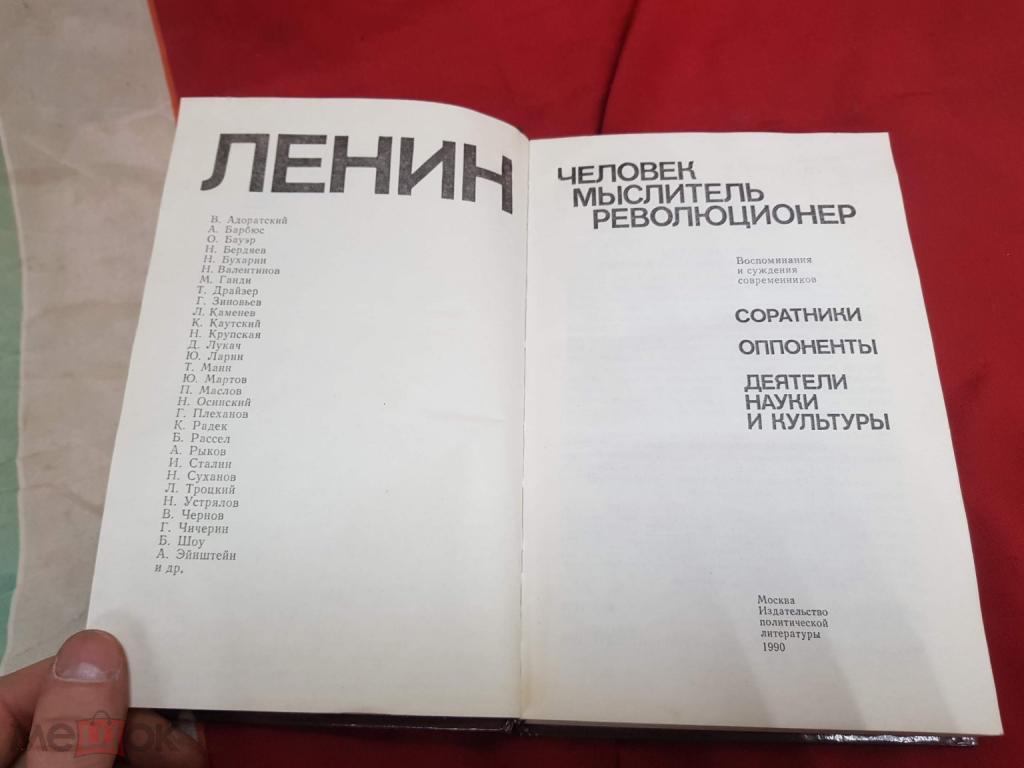 ЛЕНИН
В. Адоратский
А. Барбюс
О. Бауэр
Н. Бердяев
Н. Бухарин
Н. Валентинов
М. Ганди
Т. Драйзер
Г. Зиновьев
Л. Каменев
К. Каутский
Н. Крупская
Д. Лукач
Ю. Ларин
Т. Манн
Ю. Мартов
П. Маслов
Н. Осинский
Г. Плеханов
К. Радек
Б. Рассел
А. Рыков
И. Сталин
Н. Суханов
Л. Троцкий
Н. Устрялов
В. Чернов
Г. Чичерин
Б. Шоу
А. Эйнштейн
и др.
ЧЕЛОВЕК
МЫСЛИТЕЛЬ
РЕВОЛЮЦИОНЕР
Воспоминания
и суждения
современников
СОРАТНИКИ
ОППОНЕНТЫ
ДЕЯТЕЛИ
НАУКИ
И КУЛЬТУРЫ
Москва
Издательство
политической
литературы
1990
мешок